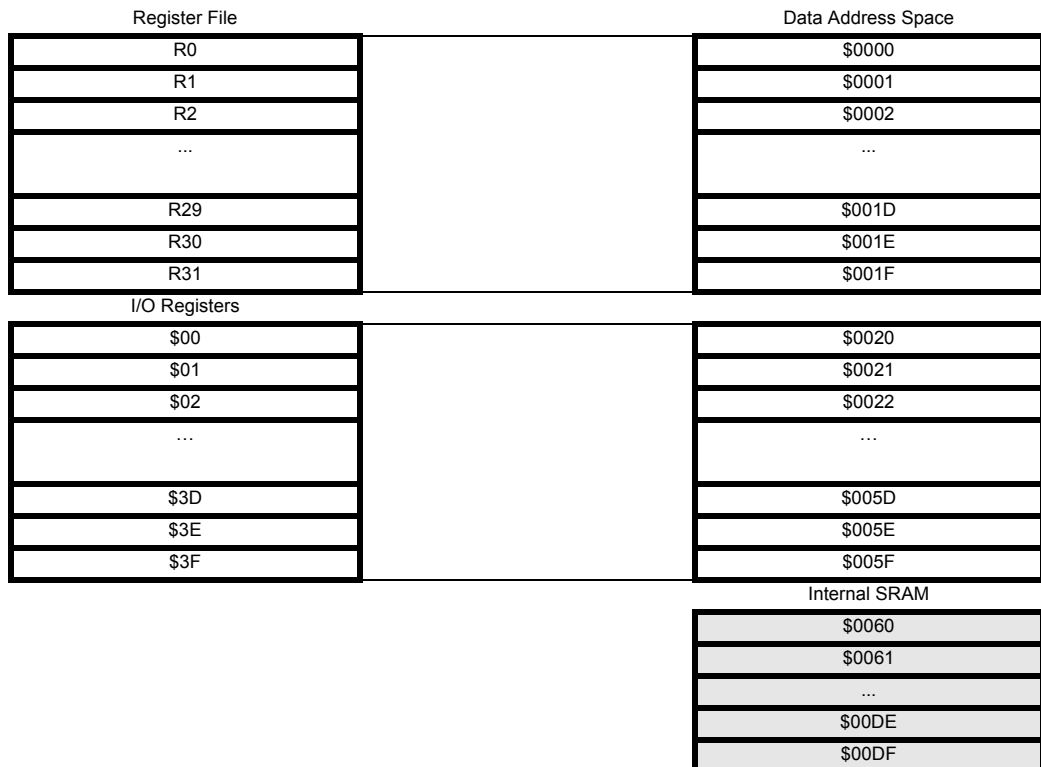 Register File Data Address Space
R0 $0000
R1 $0001
R2 $0002
... ...
R29 $001D
R30 $001E
R31 $001F
I/O Registers
$00 $0020
$01 $0021
$02 $0022
… …
$3D $005D
$3E $005E
$3F $005F
Internal SRAM
$0060
$0061
...
$00DE
$00DF